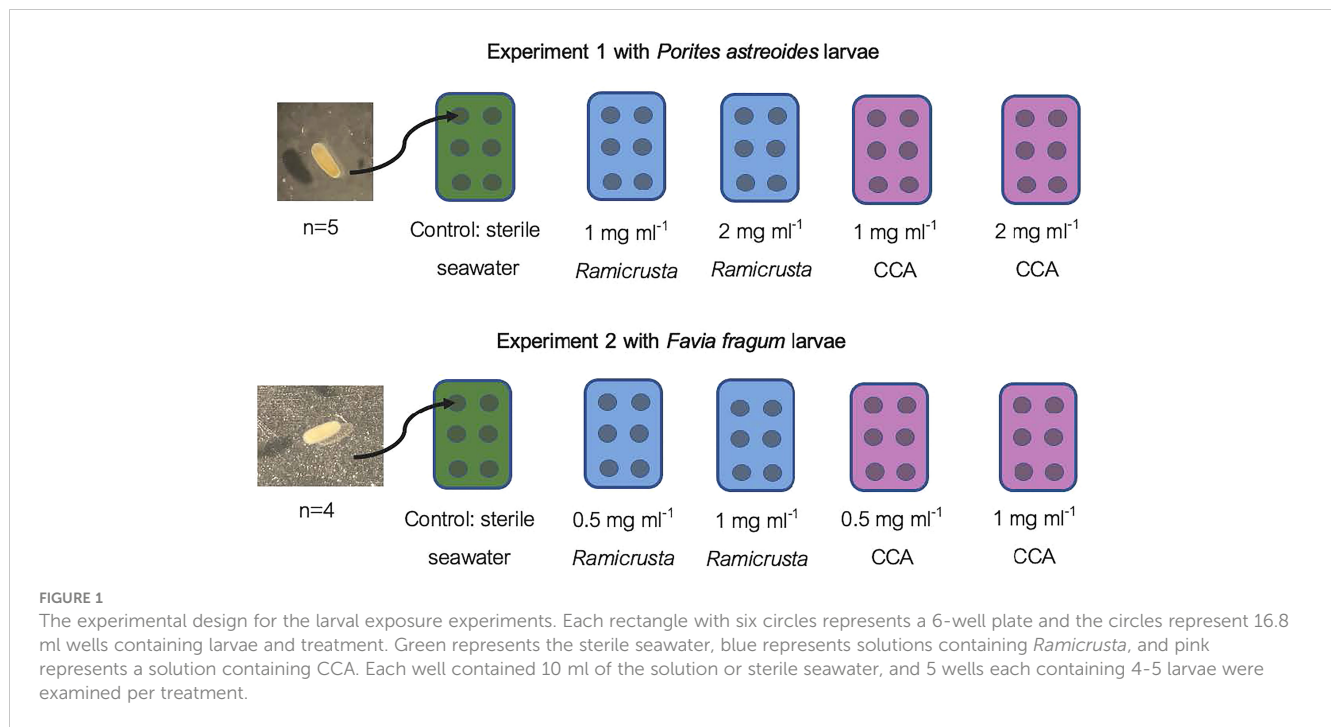 Experiment 1 with Porites astreoides larvae
n=5
Control: sterile
seawater
1 mg ml⁻¹
Ramicrusta
2 mg ml⁻¹
Ramicrusta
1 mg ml⁻¹
CCA
2 mg ml⁻¹
CCA
Experiment 2 with Favia fragum larvae
n=4
Control: sterile
seawater
0.5 mg ml⁻¹
Ramicrusta
1 mg ml⁻¹
Ramicrusta
0.5 mg ml⁻¹
CCA
1 mg ml⁻¹
CCA
FIGURE 1
The experimental design for the larval exposure experiments. Each rectangle with six circles represents a 6-well plate and the circles represent 16.8
ml wells containing larvae and treatment. Green represents the sterile seawater, blue represents solutions containing Ramicrusta, and pink
represents a solution containing CCA. Each well contained 10 ml of the solution or sterile seawater, and 5 wells each containing 4-5 larvae were
examined per treatment.